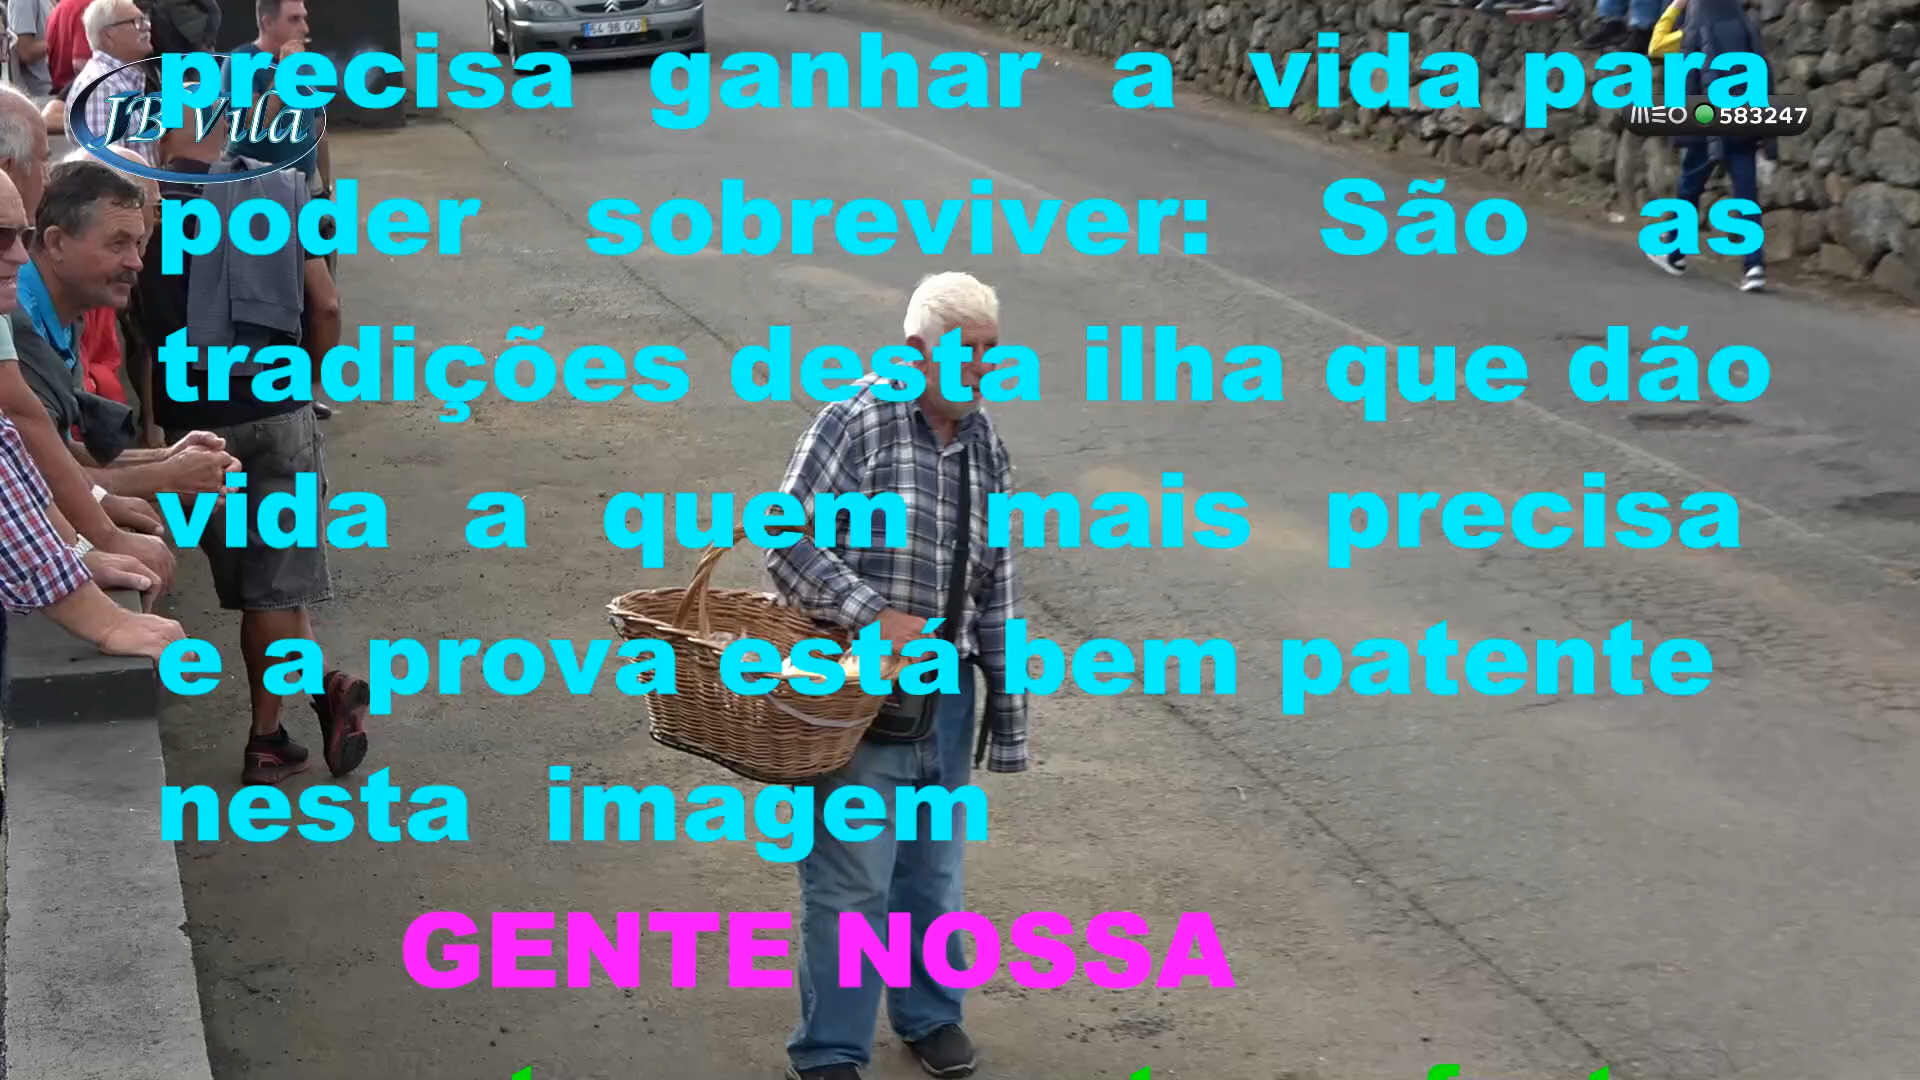 precisa ganhar a vida para
JB Vila
MEO 583247
poder sobreviver: São as
tradições desta ilha que dão
vida a quem mais precisa
e a prova está bem patente
nesta imagem
GENTE NOSSA